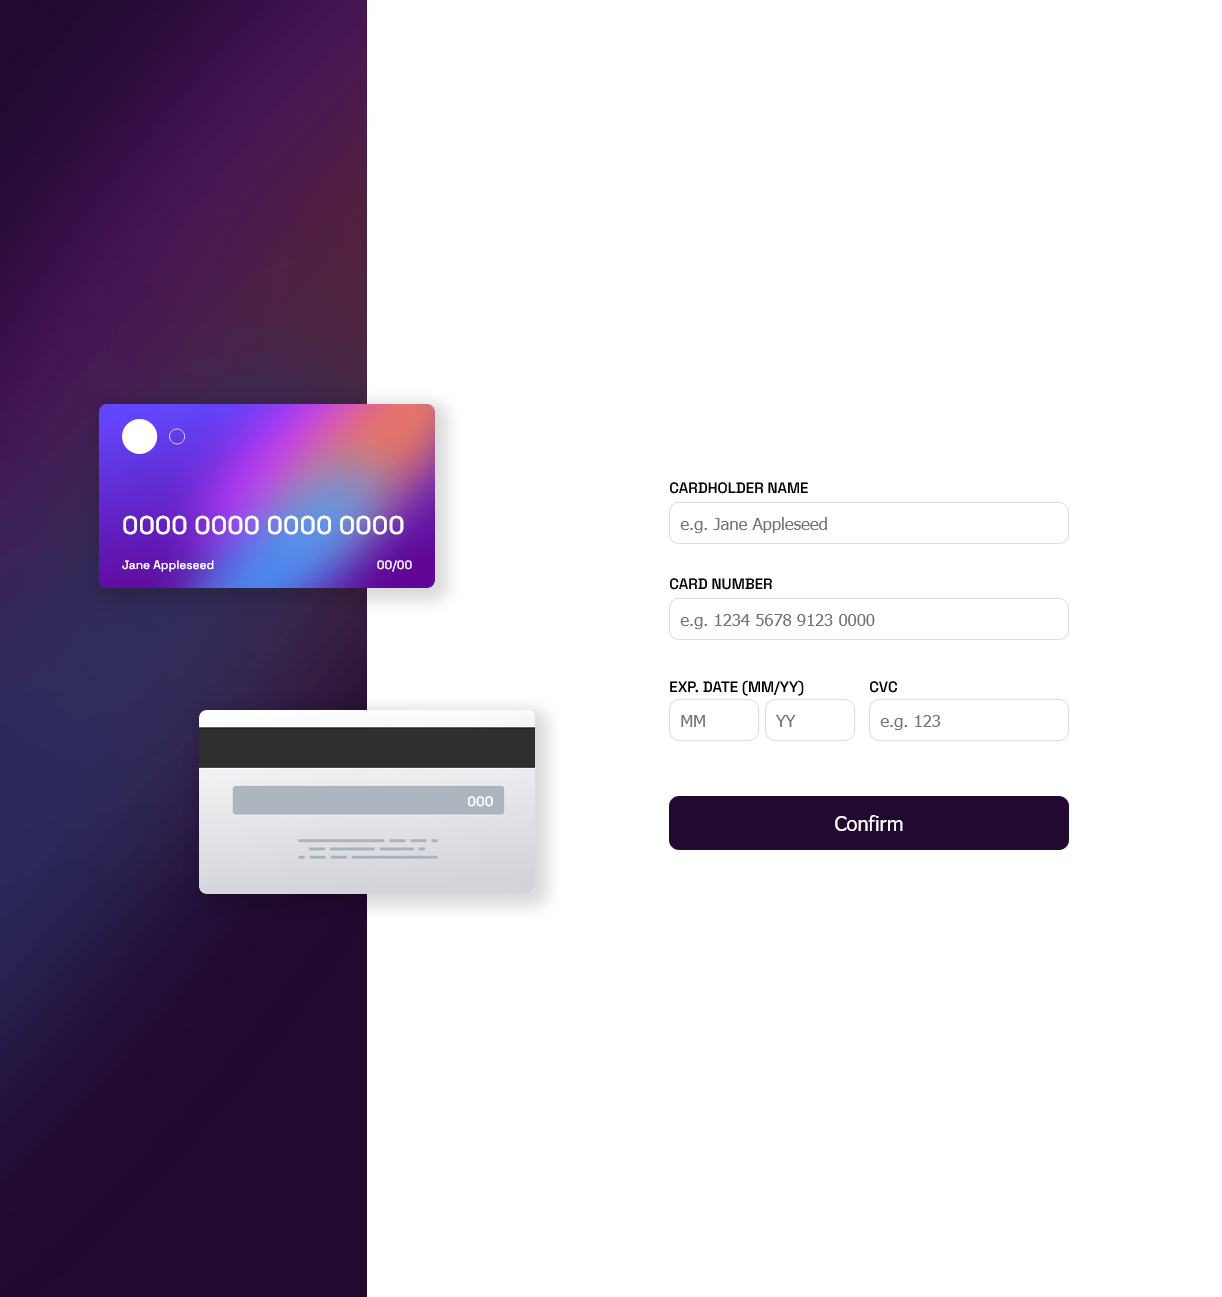 0000 0000 0000 0000
Jane Appleseed 00/00
000
CARDHOLDER NAME
e.g. Jane Appleseed
CARD NUMBER
e.g. 1234 5678 9123 0000
EXP. DATE (MM/YY) CVC
MM YY e.g. 123
Confirm